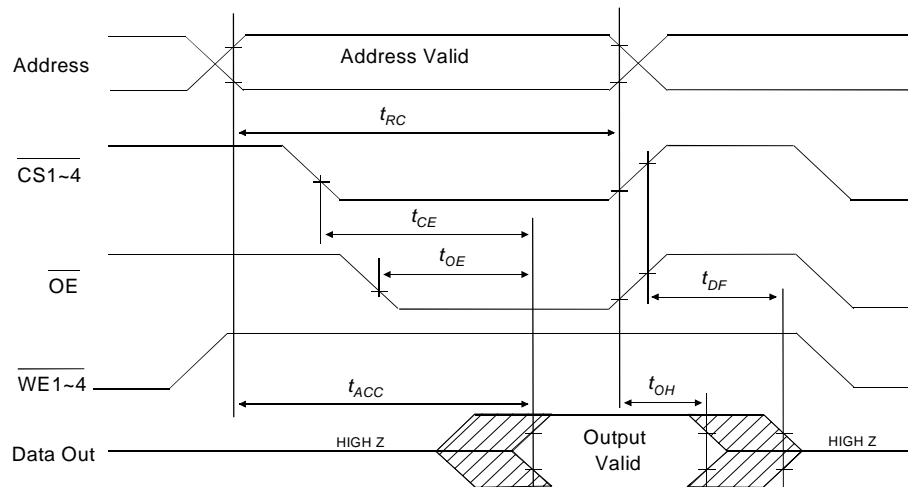 Address
Address Valid
tRC
CS1~4
tCE
OE
tOE
tDF
WE1~4
tACC
tOH
Data Out
HIGH Z
Output
Valid
HIGH Z